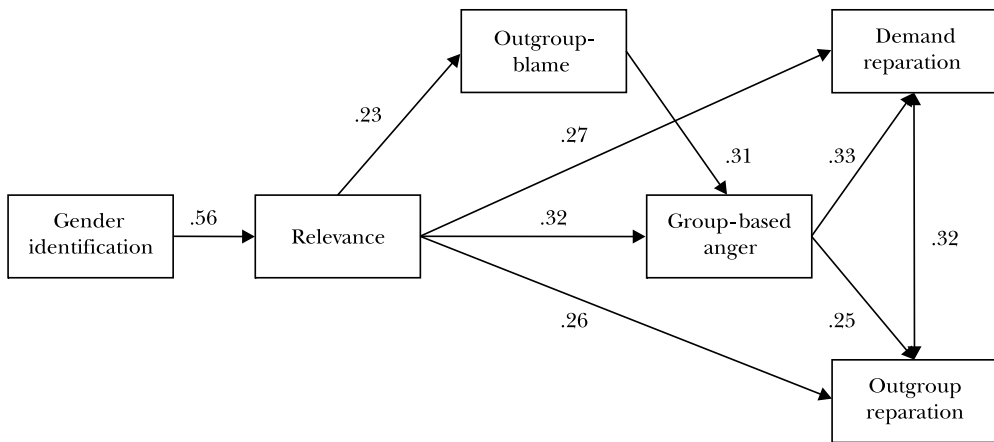 Outgroup-
blame
Demand
reparation
.23
.27
.31
.33
Gender
identification
.56
Relevance
.32
Group-based
anger
.32
.26
.25
Outgroup
reparation